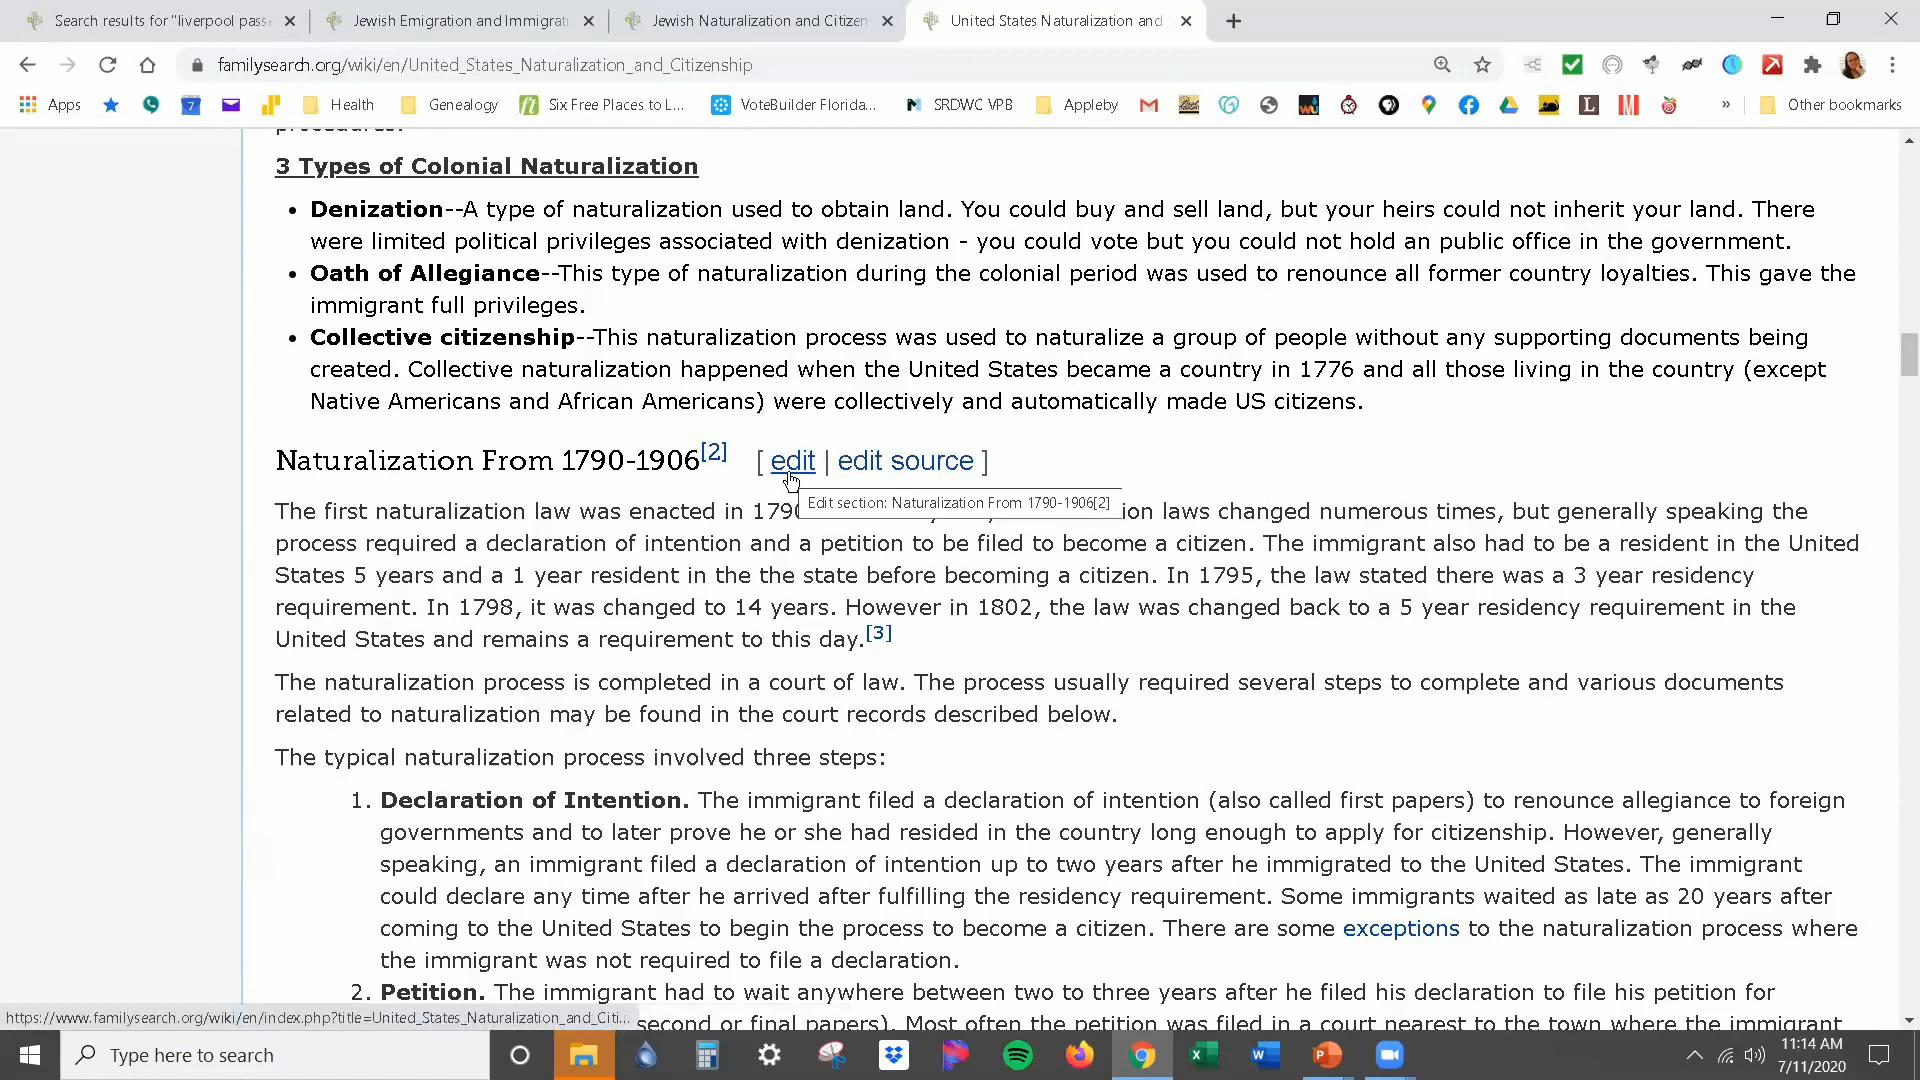 Search results for "liverpool pass
Jewish Emigration and Immigrat
Jewish Naturalization and Citizen
United States Naturalization and
familysearch.org/wiki/en/United_States_Naturalization_and_Citizenship
Apps
Health
Genealogy
Six Free Places to L...
VoteBuilder Florida...
SRDWC VPB
Appleby
»
Other bookmarks
procedures.
3 Types of Colonial Naturalization
• Denization--A type of naturalization used to obtain land. You could buy and sell land, but your heirs could not inherit your land. There
were limited political privileges associated with denization - you could vote but you could not hold an public office in the government.
• Oath of Allegiance--This type of naturalization during the colonial period was used to renounce all former country loyalties. This gave the
immigrant full privileges.
• Collective citizenship--This naturalization process was used to naturalize a group of people without any supporting documents being
created. Collective naturalization happened when the United States became a country in 1776 and all those living in the country (except
Native Americans and African Americans) were collectively and automatically made US citizens.
Naturalization From 1790-1906[2] [ edit | edit source ]
Edit section: Naturalization From 1790-1906[2]
The first naturalization law was enacted in 1790 laws changed numerous times, but generally speaking the
process required a declaration of intention and a petition to be filed to become a citizen. The immigrant also had to be a resident in the United
States 5 years and a 1 year resident in the the state before becoming a citizen. In 1795, the law stated there was a 3 year residency
requirement. In 1798, it was changed to 14 years. However in 1802, the law was changed back to a 5 year residency requirement in the
United States and remains a requirement to this day.[3]
The naturalization process is completed in a court of law. The process usually required several steps to complete and various documents
related to naturalization may be found in the court records described below.
The typical naturalization process involved three steps:
1. Declaration of Intention. The immigrant filed a declaration of intention (also called first papers) to renounce allegiance to foreign
governments and to later prove he or she had resided in the country long enough to apply for citizenship. However, generally
speaking, an immigrant filed a declaration of intention up to two years after he immigrated to the United States. The immigrant
could declare any time after he arrived after fulfilling the residency requirement. Some immigrants waited as late as 20 years after
coming to the United States to begin the process to become a citizen. There are some exceptions to the naturalization process where
the immigrant was not required to file a declaration.
2. Petition. The immigrant had to wait anywhere between two to three years after he filed his declaration to file his petition for
https://www.familysearch.org/wiki/en/index.php?title=United_States_Naturalization_and_Citi...
second or final papers). Most often the petition was filed in a court nearest to the town where the immigrant
Type here to search
11:14 AM
7/11/2020